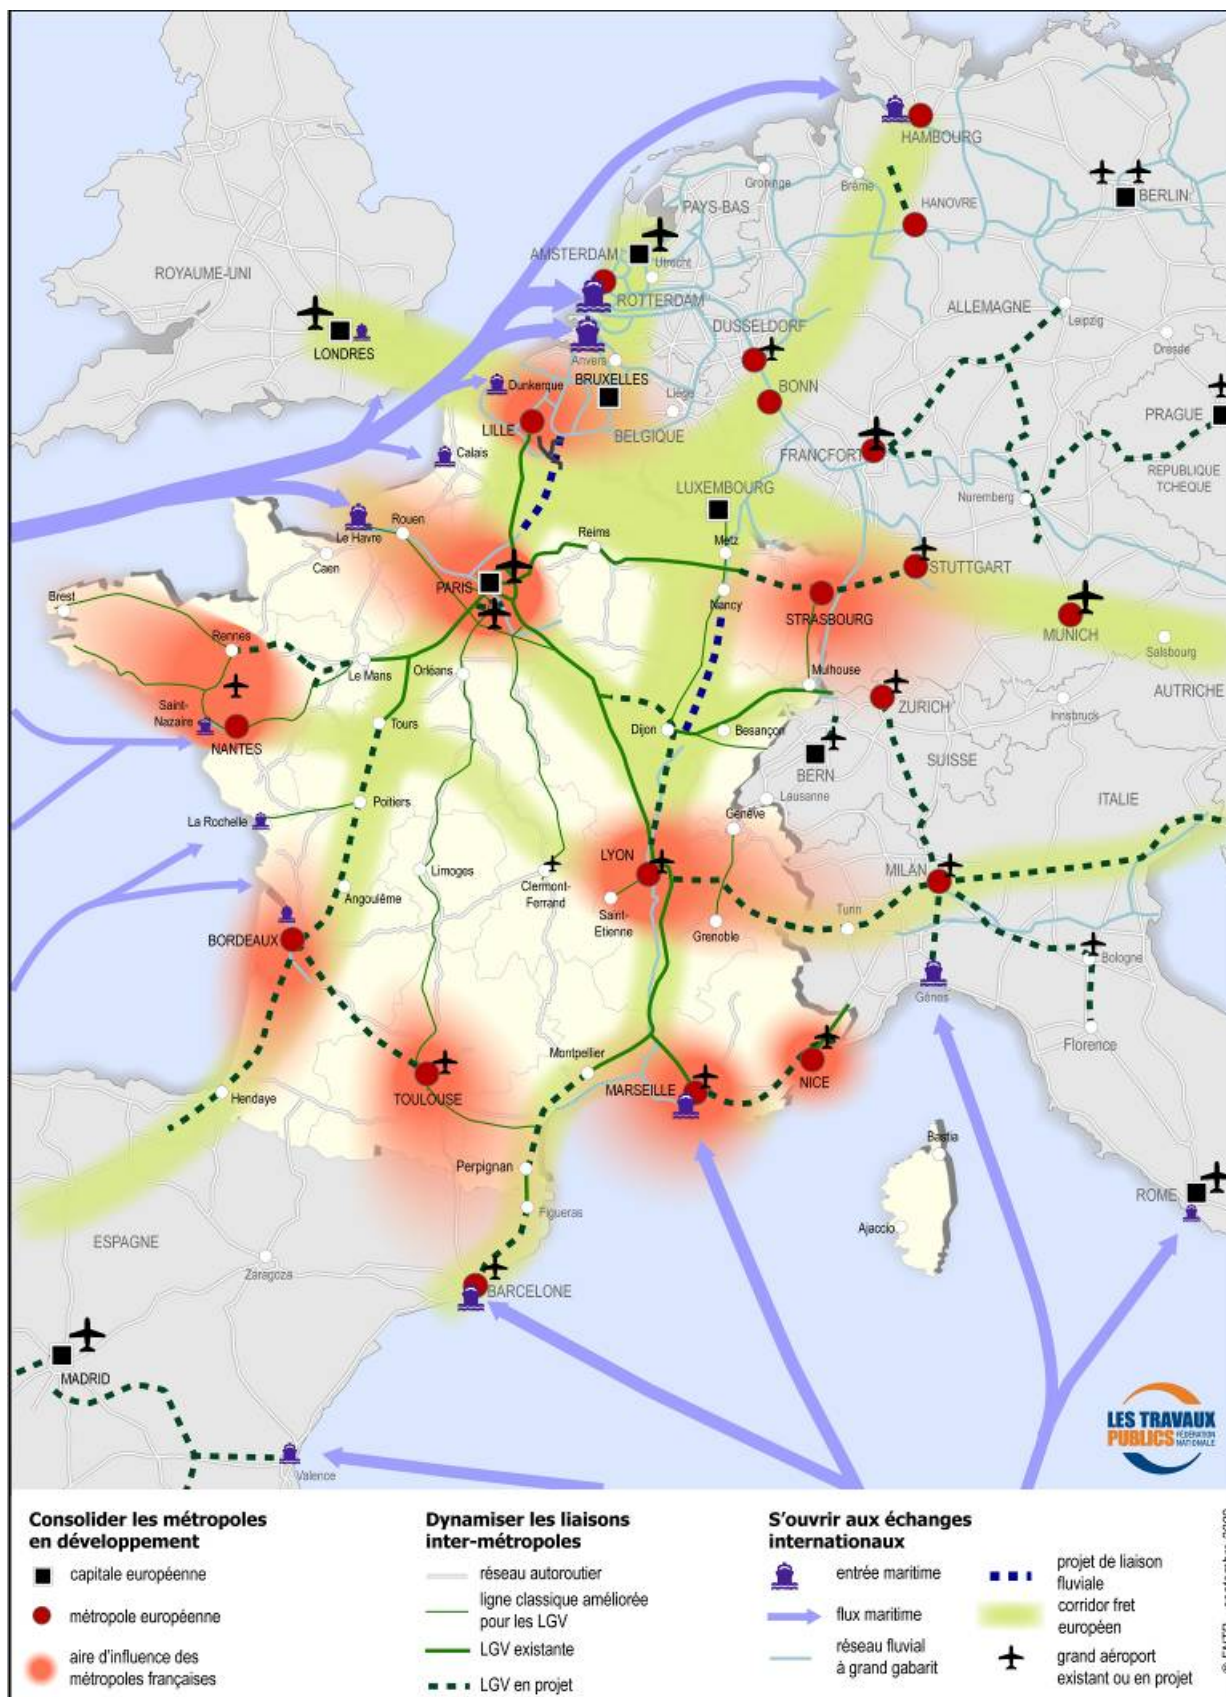 HAMBOURG
Groninge
Brême
BERLIN
PAYS-BAS
HANOVRE
AMSTERDAM
Utrecht
ROYAUME-UNI
ROTTERDAM
ALLEMAGNE
Leipzig
DUSSELDORF
LONDRES
Anvers
Dresde
BRUXELLES
Dunkerque
Liège
BONN
PRAGUE
LILLE
BELGIQUE
Calais
FRANCFORT
REPUBLIQUE
TCHEQUE
LUXEMBOURG
Nuremberg
Rouen
Le Havre
Reims
Metz
Caen
STUTTGART
PARIS
Nancy
STRASBOURG
Brest
MUNICH
Rennes
Salsbourg
Le Mans
Orléans
Mulhouse
AUTRICHE
Saint-
Nazaire
ZURICH
Innsbruck
Tours
Dijon
Besançon
NANTES
BERN
SUISSE
Lausanne
Poitiers
ITALIE
La Rochelle
Genève
LYON
Limoges
MILAN
Clermont-
Ferrand
Angoulême
Saint-
Etienne
Turin
Grenoble
BORDEAUX
Bologne
Gênes
Florence
Montpellier
Hendaye
TOULOUSE
MARSEILLE
NICE
Bastia
Perpignan
ROME
Figueras
Ajaccio
ESPAGNE
Zaragoza
BARCELONE
MADRID
Valence
LES TRAVAUX
PUBLICS FÉDÉRATION
NATIONALE
Consolider les métropoles
en développement
capitale européenne
métropole européenne
aire d'influence des
métropoles françaises
Dynamiser les liaisons
inter-métropoles
réseau autoroutier
ligne classique améliorée
pour les LGV
LGV existante
LGV en projet
S'ouvrir aux échanges
internationaux
entrée maritime
flux maritime
réseau fluvial
à grand gabarit
projet de liaison
fluviale
corridor fret
européen
grand aéroport
existant ou en projet